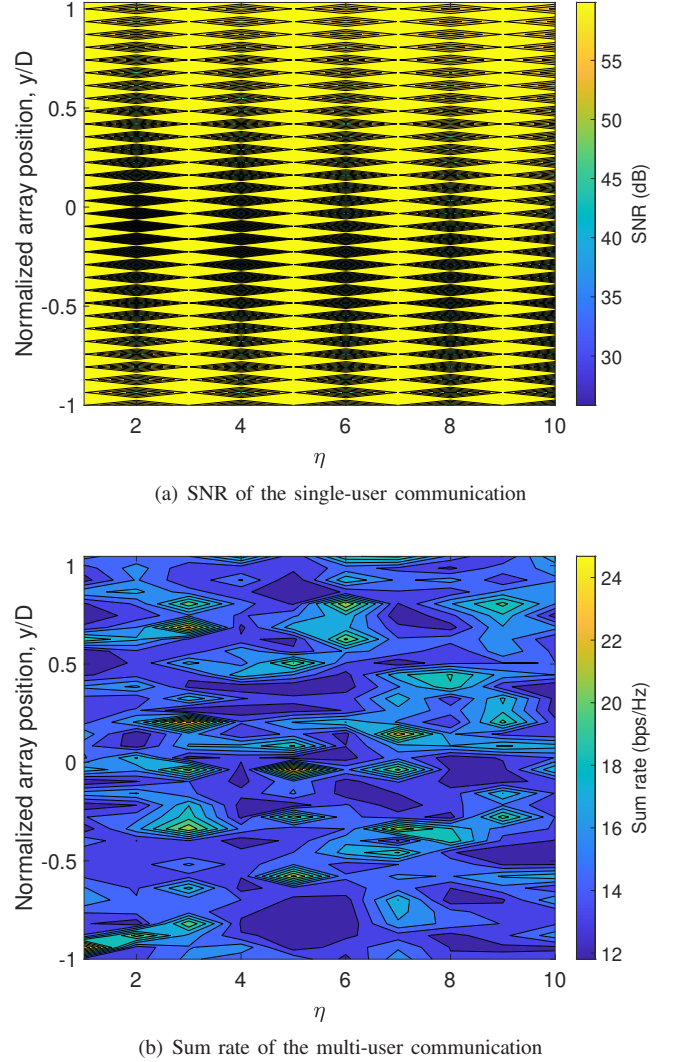 1
0.5
0
-0.5
-1
Normalized array position, y/D
2 4 6 8 10
η
55
50
45
40
35
30
SNR (dB)
(a) SNR of the single-user communication
1
0.5
0
-0.5
-1
Normalized array position, y/D
2 4 6 8 10
η
24
22
20
18
16
14
12
Sum rate (bps/Hz)
(b) Sum rate of the multi-user communication